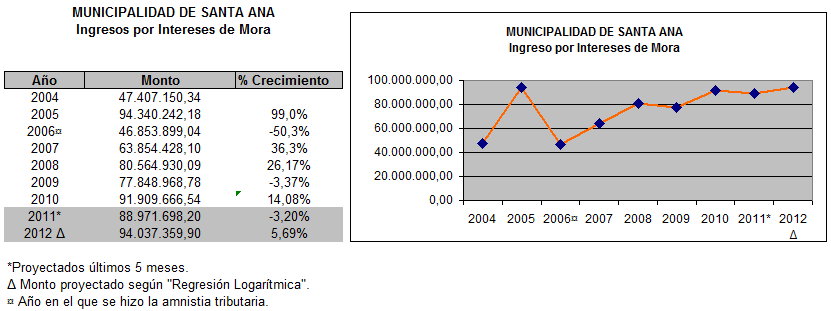 MUNICIPALIDAD DE SANTA ANA
Ingresos por Intereses de Mora
Año Monto % Crecimiento
2004 47.407.150,34
2005 94.340.242,18 99,0%
2006¤ 46.853.899,04 -50,3%
2007 63.854.428,10 36,3%
2008 80.564.930,09 26,17%
2009 77.848.968,78 -3,37%
2010 91.909.666,54 14,08%
2011* 88.971.698,20 -3,20%
2012 Δ 94.037.359,90 5,69%
*Proyectados últimos 5 meses.
Δ Monto proyectado según "Regresión Logarítmica".
¤ Año en el que se hizo la amnistia tributaria.
MUNICIPALIDAD DE SANTA ANA
Ingreso por Intereses de Mora
100.000.000,00
80.000.000,00
60.000.000,00
40.000.000,00
20.000.000,00
0,00
2004 2005 2006¤ 2007 2008 2009 2010 2011* 2012
Δ